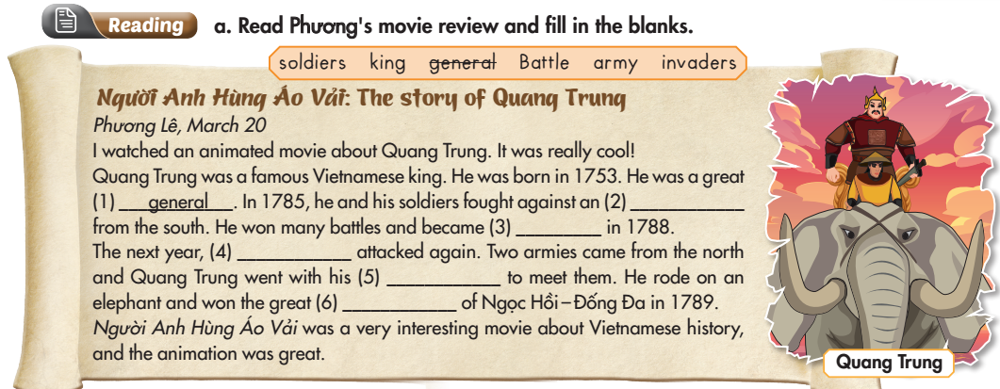 Reading a. Read Phương's movie review and fill in the blanks.
soldiers king general Battle army invaders
Người Anh Hùng Áo Vải: The story of Quang Trung
Phương Lê, March 20
I watched an animated movie about Quang Trung. It was really cool!
Quang Trung was a famous Vietnamese king. He was born in 1753. He was a great
(1) ___general___. In 1785, he and his soldiers fought against an (2) ____________
from the south. He won many battles and became (3) _________ in 1788.
The next year, (4) ____________ attacked again. Two armies came from the north
and Quang Trung went with his (5) ____________ to meet them. He rode on an
elephant and won the great (6) ____________ of Ngọc Hồi – Đống Đa in 1789.
Người Anh Hùng Áo Vải was a very interesting movie about Vietnamese history,
and the animation was great.
Quang Trung